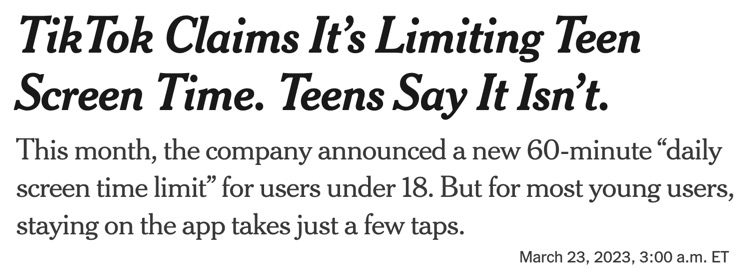 TikTok Claims It’s Limiting Teen
Screen Time. Teens Say It Isn’t.
This month, the company announced a new 60-minute “daily
screen time limit” for users under 18. But for most young users,
staying on the app takes just a few taps.
March 23, 2023, 3:00 a.m. ET